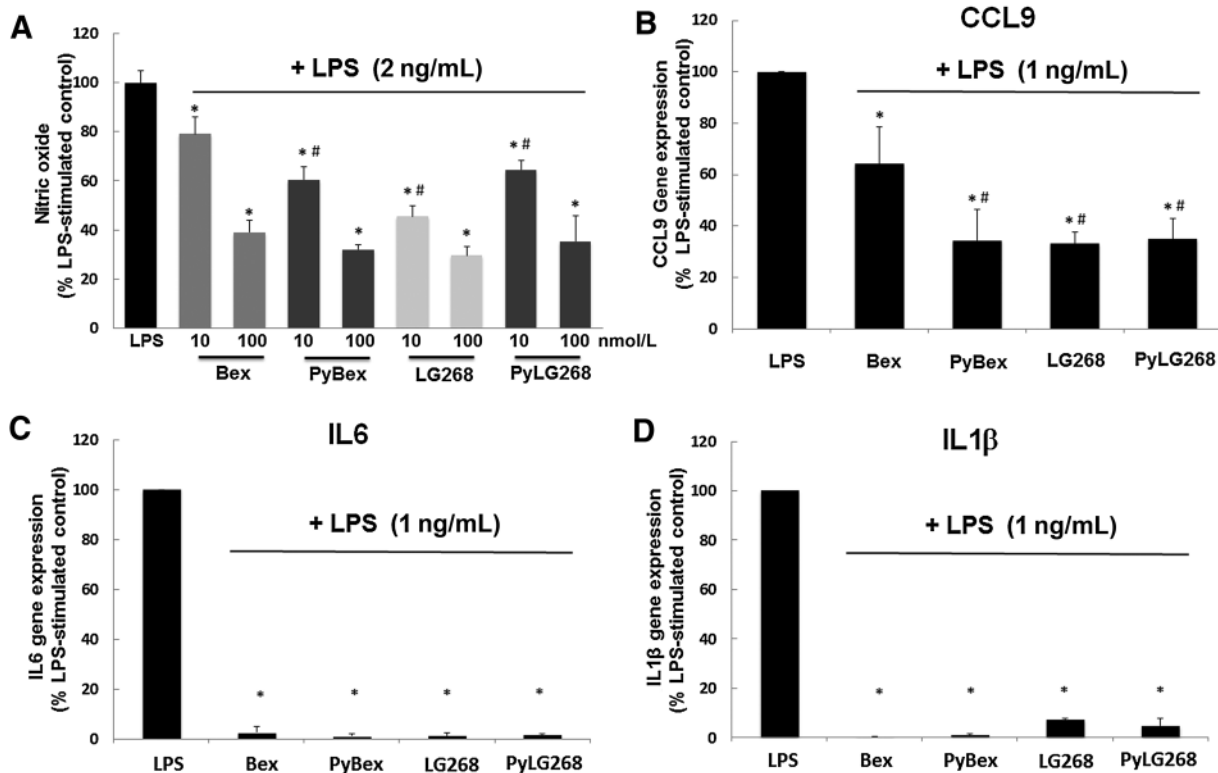 A
Nitric oxide
(% LPS-stimulated control)
120
100
80
60
40
20
0
+ LPS (2 ng/mL)
*
*
* #
*
* #
*
* #
*
LPS 10 100 10 100 10 100 10 100 nmol/L
Bex PyBex LG268 PyLG268
B
CCL9
CCL9 Gene expression
(% LPS-stimulated control)
120
100
80
60
40
20
0
+ LPS (1 ng/mL)
*
* #
* #
* #
LPS Bex PyBex LG268 PyLG268
C
IL6
IL6 gene expression
(% LPS-stimulated control)
120
100
80
60
40
20
0
+ LPS (1 ng/mL)
* * * *
LPS Bex PyBex LG268 PyLG268
D
IL1β
IL1β gene expression
(% LPS-stimulated control)
120
100
80
60
40
20
0
+ LPS (1 ng/mL)
* * * *
LPS Bex PyBex LG268 PyLG268